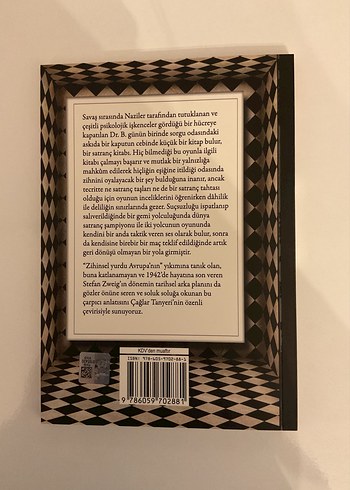 Savaş sırasında Naziler tarafından tutuklanan ve
çeşitli psikolojik işkenceler gördüğü bir hücreye
kapatılan Dr. B. günün birinde sorgu odasındaki
askıda bir kaputun cebinde küçük bir kitap bulur,
bir satranç kitabı. Hiç bilmediği bu oyunla ilgili
kitabı çalmayı başarır ve mutlak bir yalnızlığa
mahkûm edilerek hiçliğin eşiğine itildiği odasında
zihnini oyalayacak bir şey bulduğuna inanır, ancak
tecritte ne satranç taşları ne de bir satranç tahtası
olduğu için oyunun inceliklerini öğrenirken dâhilik
ile deliliğin sınırlarında gezer. Suçsuzluğu ispatlanıp
salıverildiğinde bir gemi yolculuğunda dünya
satranç şampiyonu ile iki yolcunun oyununda
kendini bir anda taktik veren ses olarak bulur, sonra
da kendisine birebir bir maç teklif edildiğinde artık
geri dönüşü olmayan bir yola girmiştir.
"Zihinsel yurdu Avrupa'nın" yıkımına tanık olan,
buna katlanamayan ve 1942'de hayatına son veren
Stefan Zweig'ın dönemin tarihsel arka planını da
gözler önüne seren ve soluk soluğa okunan bu
çarpıcı anlatısını Çağlar Tanyeri'nin özenli
çevirisiyle sunuyoruz.
KDV'den muaftır
ISBN: 978-605-9702-88-1
9 786059 702881